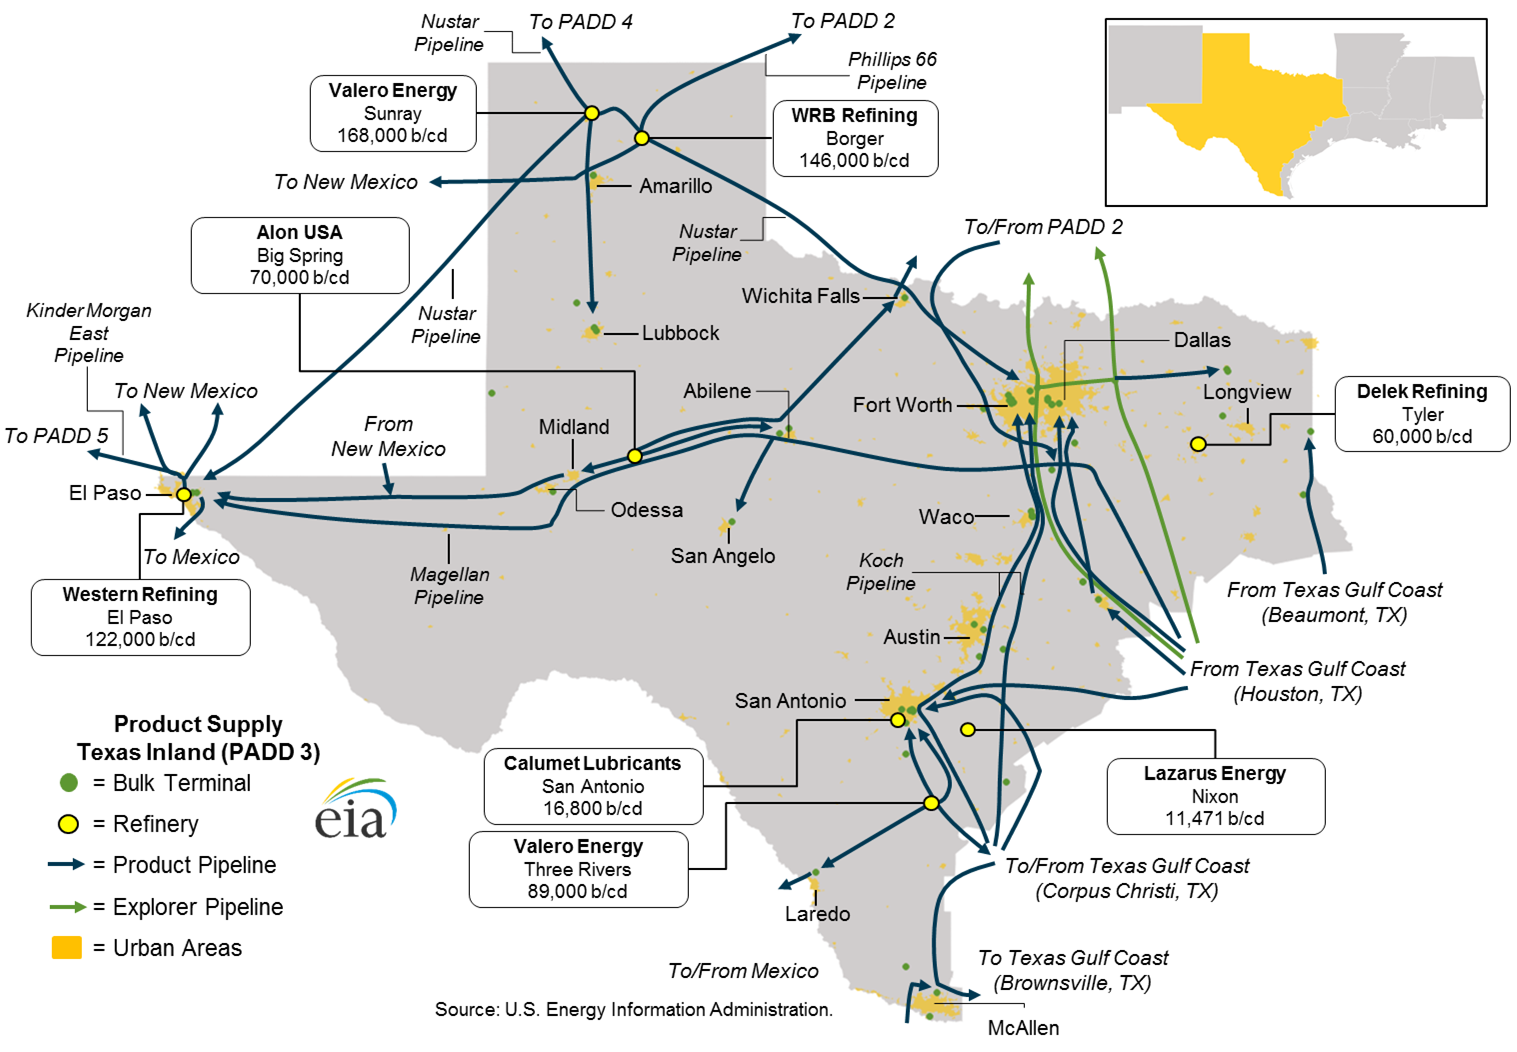 Nustar
Pipeline
To PADD 4
To PADD 2
Phillips 66
Pipeline
Valero Energy
Sunray
168,000 b/cd
WRB Refining
Borger
146,000 b/cd
To New Mexico
Amarillo
Alon USA
Big Spring
70,000 b/cd
Nustar
Pipeline
To/From PADD 2
Wichita Falls
Kinder Morgan
East
Pipeline
Nustar
Pipeline
Lubbock
Dallas
To New Mexico
Abilene
Fort Worth
Longview
Delek Refining
Tyler
60,000 b/cd
To PADD 5
From
New Mexico
Midland
El Paso
Odessa
Waco
To Mexico
San Angelo
Magellan
Pipeline
Koch
Pipeline
Western Refining
El Paso
122,000 b/cd
From Texas Gulf Coast
(Beaumont, TX)
Austin
From Texas Gulf Coast
(Houston, TX)
San Antonio
Product Supply
Texas Inland (PADD 3)
= Bulk Terminal
= Refinery
= Product Pipeline
= Explorer Pipeline
= Urban Areas
eia
Calumet Lubricants
San Antonio
16,800 b/cd
Lazarus Energy
Nixon
11,471 b/cd
Valero Energy
Three Rivers
89,000 b/cd
To/From Texas Gulf Coast
(Corpus Christi, TX)
Laredo
To/From Mexico
To Texas Gulf Coast
(Brownsville, TX)
Source: U.S. Energy Information Administration.
McAllen